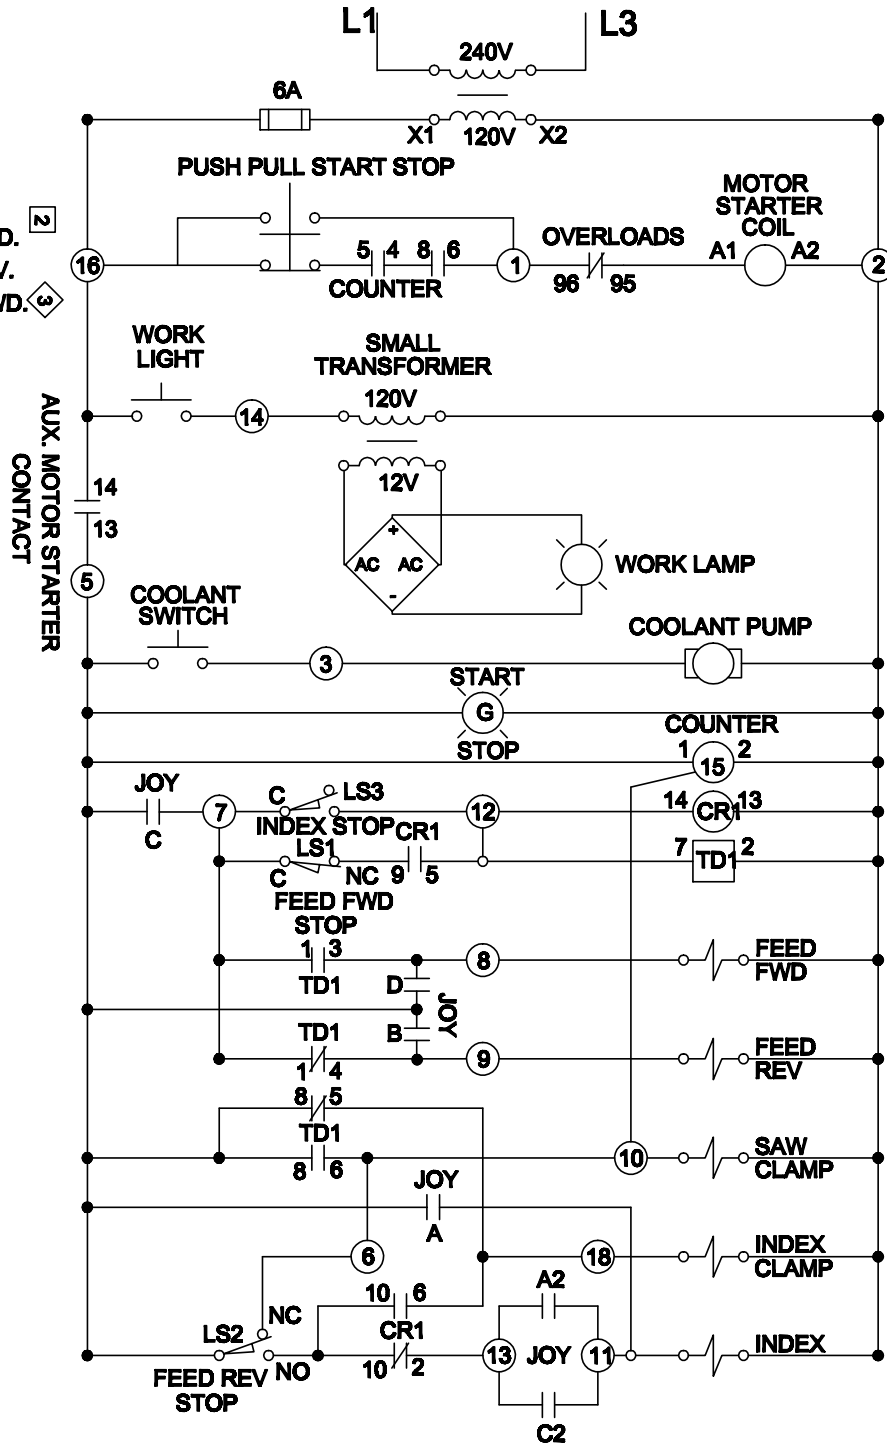 L1 L3
240V
6A
X1 120V X2
PUSH PULL START STOP
MOTOR
STARTER
COIL
2
D.
OVERLOADS
A1 A2
5 4 8 6
16 1 2
V.
COUNTER
96 95
WD. 3
WORK
LIGHT
SMALL
TRANSFORMER
120V
14
AUX. MOTOR STARTER
CONTACT
12V
14
13
+
AC AC
-
WORK LAMP
5
COOLANT
SWITCH
COOLANT PUMP
3
START
G
STOP
COUNTER
1 2
15
JOY
C
7
C LS3
INDEX STOP
12
14 CR1 13
LS1
CR1
C NC 9 5
7 TD1 2
FEED FWD
STOP
1 3
TD1
8
FEED
FWD
D
JOY
B
TD1
1 4
9
FEED
REV
8 5
TD1
8 6
10
SAW
CLAMP
JOY
A
6
18
INDEX
CLAMP
10 6
A2
NC
LS2
CR1
13 JOY 11
INDEX
NO
10 2
FEED REV
STOP
C2